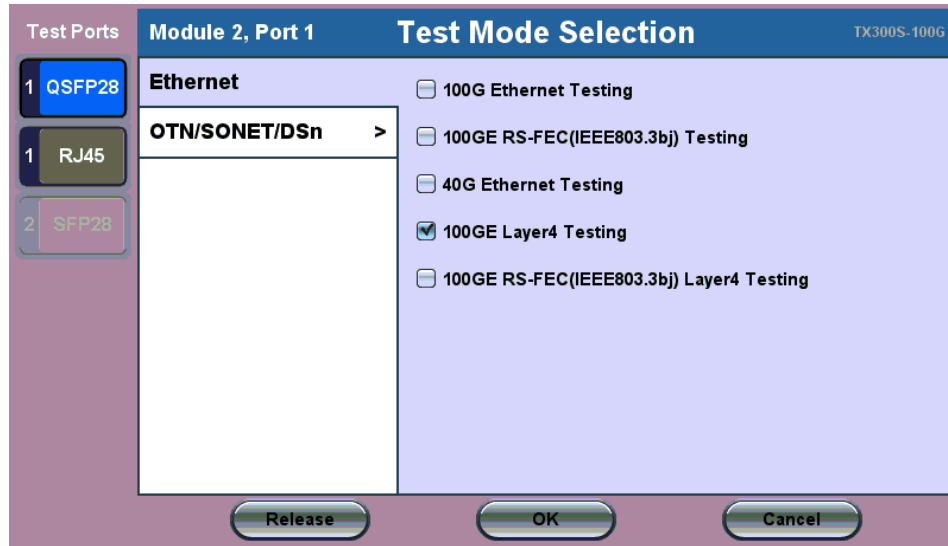 Test Ports
Module 2, Port 1
Test Mode Selection
TX300S-100G
1 QSFP28
1 RJ45
2 SFP28
Ethernet
OTN/SONET/DSn >
100G Ethernet Testing
100GE RS-FEC(IEEE803.3bj) Testing
40G Ethernet Testing
100GE Layer4 Testing
100GE RS-FEC(IEEE803.3bj) Layer4 Testing
Release
OK
Cancel